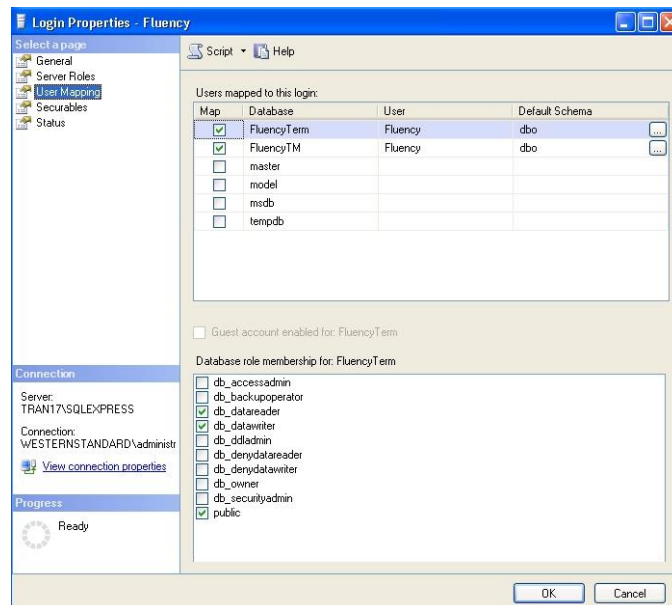 Login Properties - Fluency
Select a page
General
Server Roles
User Mapping
Securables
Status
Script Help
Users mapped to this login:
Map Database User Default Schema
FluencyTerm Fluency dbo ...
FluencyTM Fluency dbo ...
master
model
msdb
tempdb
Guest account enabled for: FluencyTerm
Database role membership for: FluencyTerm
db_accessadmin
db_backupoperator
db_datareader
db_datawriter
db_ddladmin
db_denydatareader
db_denydatawriter
db_owner
db_securityadmin
public
Connection
Server:
TRAN17\SQLEXPRESS
Connection:
WESTERNSTANDARD\administr
View connection properties
Progress
Ready
OK Cancel